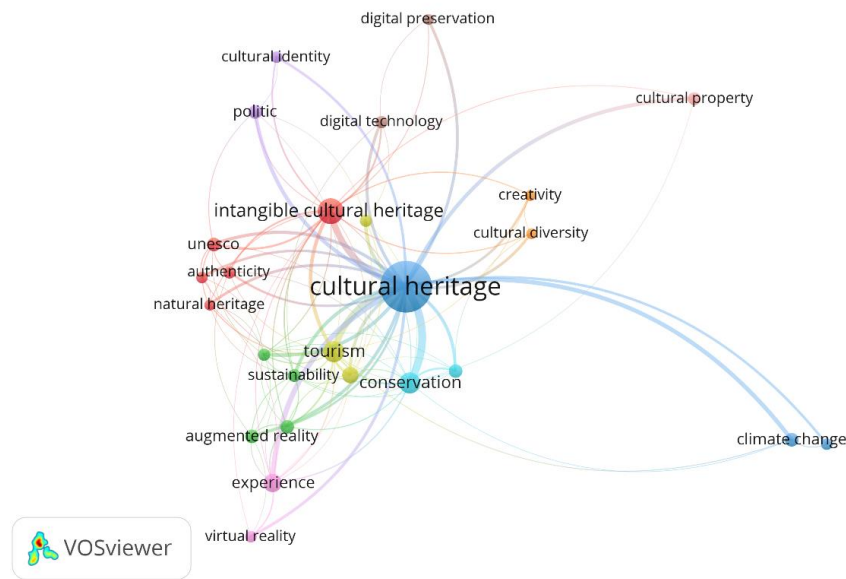 digital preservation
cultural identity
cultural property
politic
digital technology
creativity
intangible cultural heritage
cultural diversity
unesco
authenticity
cultural heritage
natural heritage
tourism
sustainability
conservation
augmented reality
climate change
experience
virtual reality
VOSviewer